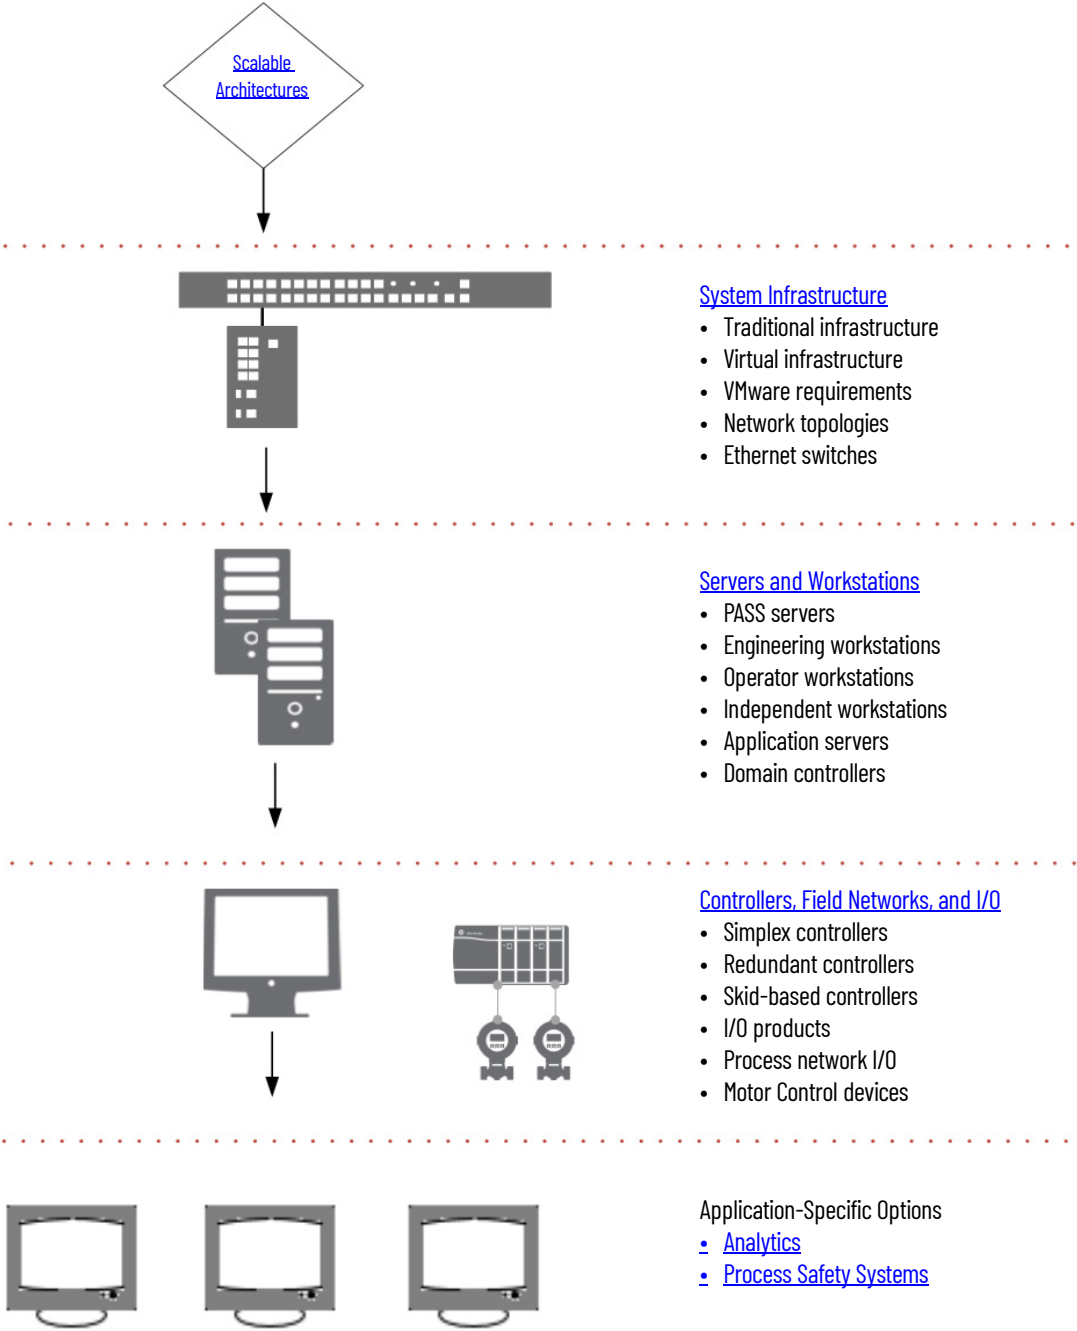 Scalable
Architectures
System Infrastructure
• Traditional infrastructure
• Virtual infrastructure
• VMware requirements
• Network topologies
• Ethernet switches
Servers and Workstations
• PASS servers
• Engineering workstations
• Operator workstations
• Independent workstations
• Application servers
• Domain controllers
Controllers, Field Networks, and I/O
• Simplex controllers
• Redundant controllers
• Skid-based controllers
• I/O products
• Process network I/O
• Motor Control devices
Application-Specific Options
• Analytics
• Process Safety Systems